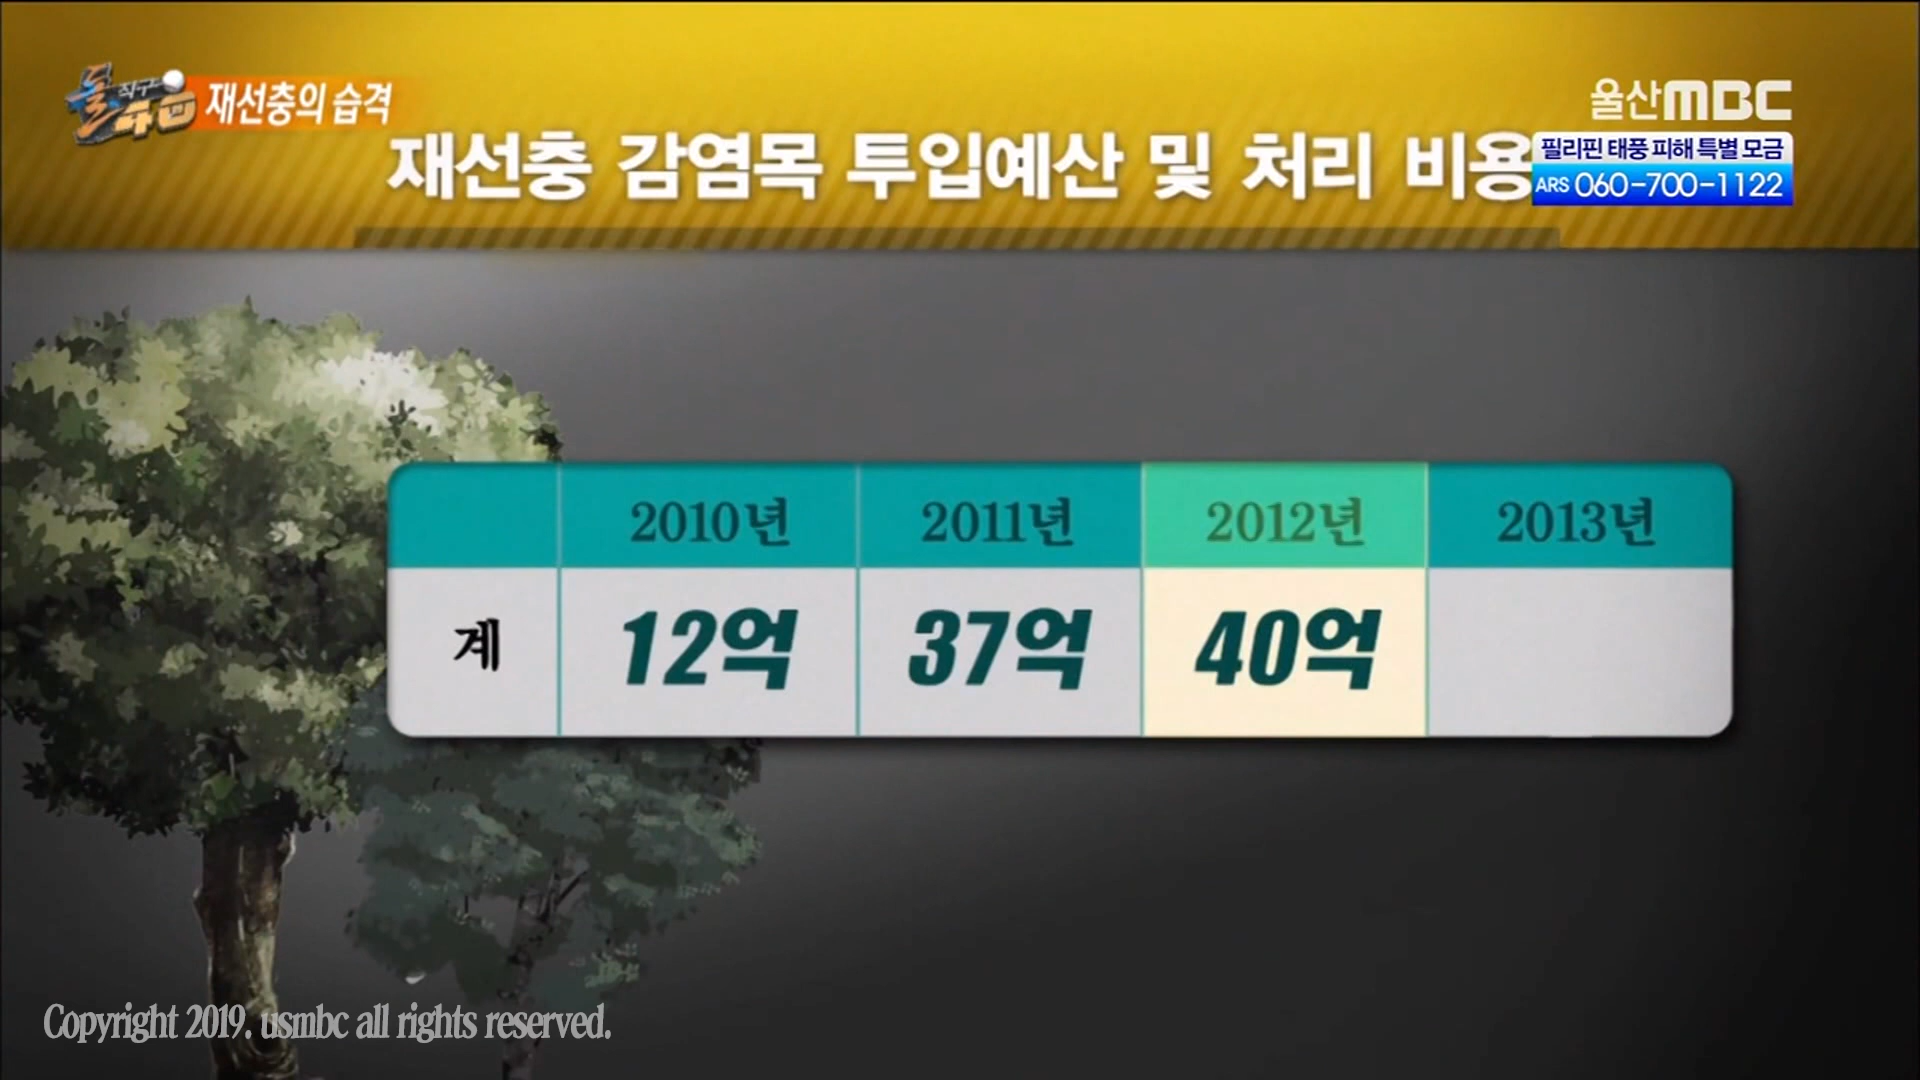 돌직구
재선충의 습격
울산MBC
재선충 감염목 투입예산 및 처리 비용
필리핀 태풍 피해 특별 모금
ARS 060-700-1122
2010년 2011년 2012년 2013년
계 12억 37억 40억
Copyright 2019. usmbc all rights reserved.